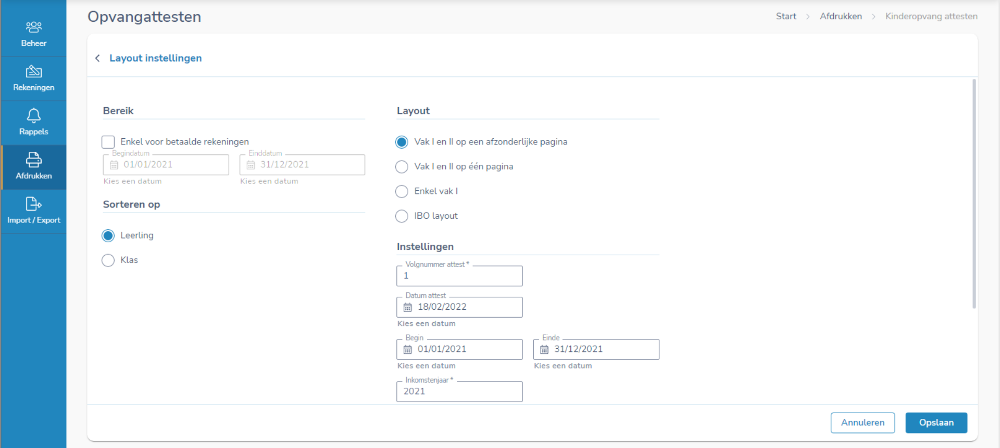 Beheer
Rekeningen
Rappels
Afdrukken
Import / Export
Opvangattesten
Start > Afdrukken > Kinderopvang attesten
Layout instellingen
Bereik
Enkel voor betaalde rekeningen
Begindatum
01/01/2021
Kies een datum
Einddatum
31/12/2021
Kies een datum
Sorteren op
Leerling
Klas
Layout
Vak I en II op een afzonderlijke pagina
Vak I en II op één pagina
Enkel vak I
IBO layout
Instellingen
Volgnummer attest *
1
Datum attest
18/02/2022
Kies een datum
Begin
01/01/2021
Kies een datum
Einde
31/12/2021
Kies een datum
Inkomstenjaar *
2021
Annuleren
Opslaan